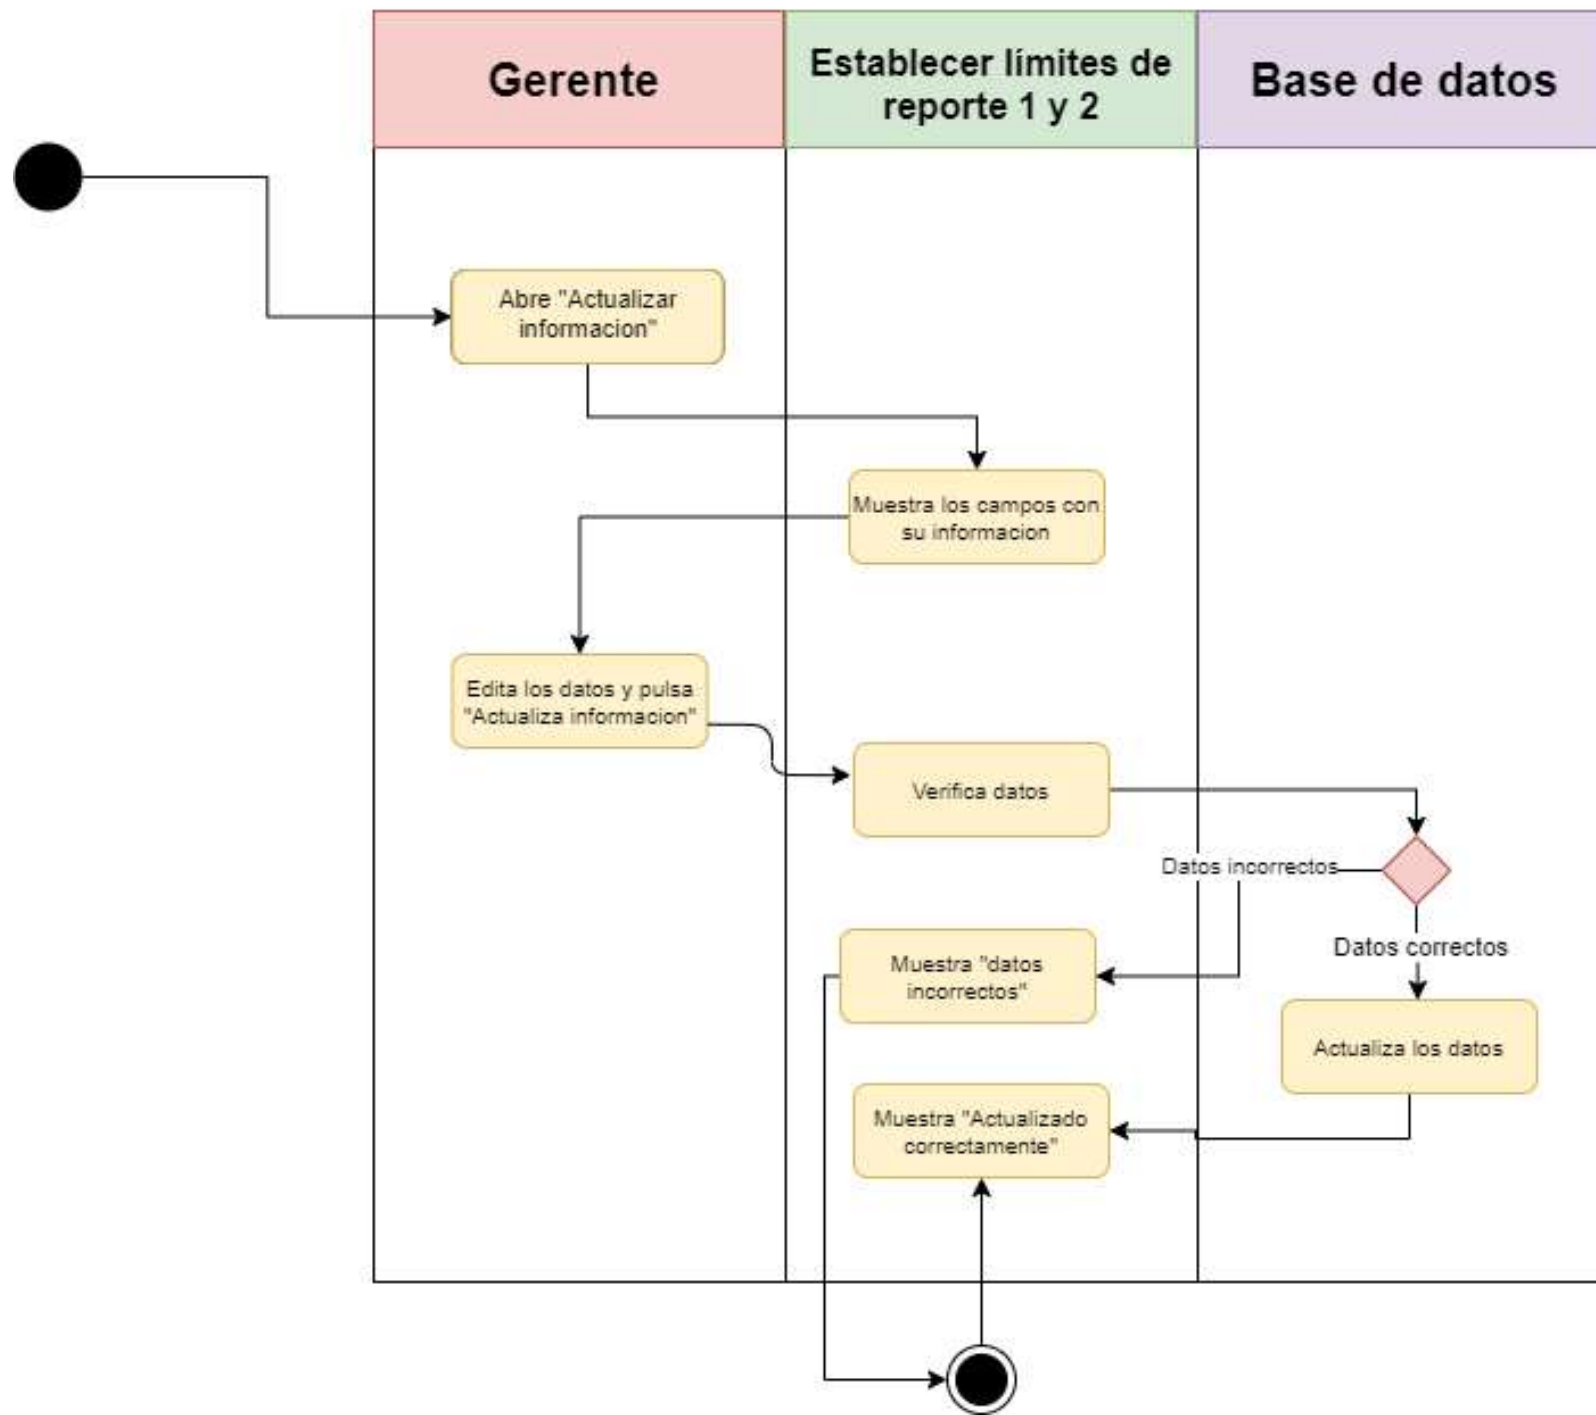 Gerente
Establecer límites de
reporte 1 y 2
Base de datos
Abre "Actualizar
informacion"
Muestra los campos con
su informacion
Edita los datos y pulsa
"Actualiza informacion"
Verifica datos
Datos incorrectos
Datos correctos
Muestra "datos
incorrectos"
Actualiza los datos
Muestra "Actualizado
correctamente"